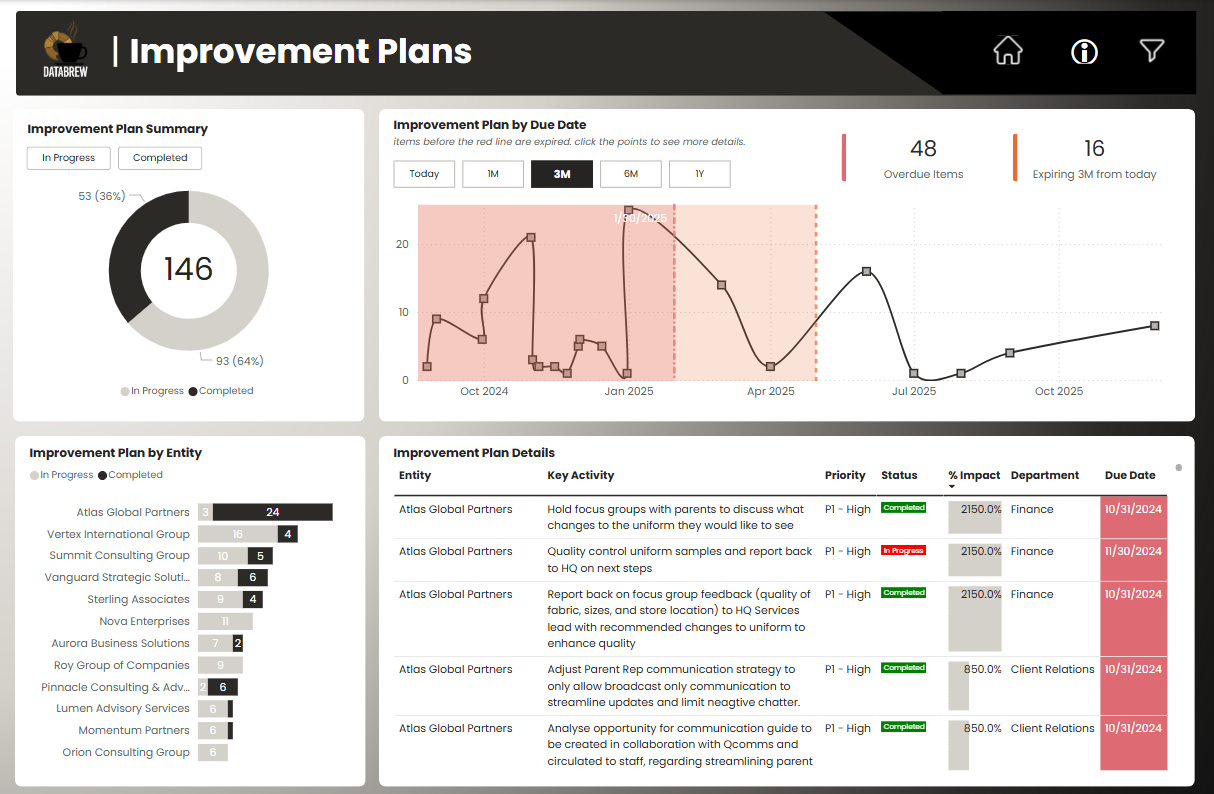 DATABREW
| Improvement Plans
Improvement Plan Summary
In Progress
Completed
53 (36%)
146
93 (64%)
In Progress
Completed
Improvement Plan by Due Date
items before the red line are expired. click the points to see more details.
Today
1M
3M
6M
1Y
48
Overdue Items
16
Expiring 3M from today
1/30/2025
20
10
0
Oct 2024
Jan 2025
Apr 2025
Jul 2025
Oct 2025
Improvement Plan by Entity
In Progress
Completed
Atlas Global Partners 3 24
Vertex International Group 16 4
Summit Consulting Group 10 5
Vanguard Strategic Soluti... 8 6
Sterling Associates 9 4
Nova Enterprises 11
Aurora Business Solutions 7 2
Roy Group of Companies 9
Pinnacle Consulting & Adv... 2 6
Lumen Advisory Services 6
Momentum Partners 6
Orion Consulting Group 6
Improvement Plan Details
Entity Key Activity Priority Status % Impact Department Due Date
Atlas Global Partners Hold focus groups with parents to discuss what P1 - High Completed 2150.0% Finance 10/31/2024
changes to the uniform they would like to see
Atlas Global Partners Quality control uniform samples and report back P1 - High In Progress 2150.0% Finance 11/30/2024
to HQ on next steps
Atlas Global Partners Report back on focus group feedback (quality of P1 - High Completed 2150.0% Finance 10/31/2024
fabric, sizes, and store location) to HQ Services
lead with recommended changes to uniform to
enhance quality
Atlas Global Partners Adjust Parent Rep communication strategy to P1 - High Completed 850.0% Client Relations 10/31/2024
only allow broadcast only communication to
streamline updates and limit neagtive chatter.
Atlas Global Partners Analyse opportunity for communication guide to P1 - High Completed 850.0% Client Relations 10/31/2024
be created in collaboration with Qcomms and
circulated to staff, regarding streamlining parent